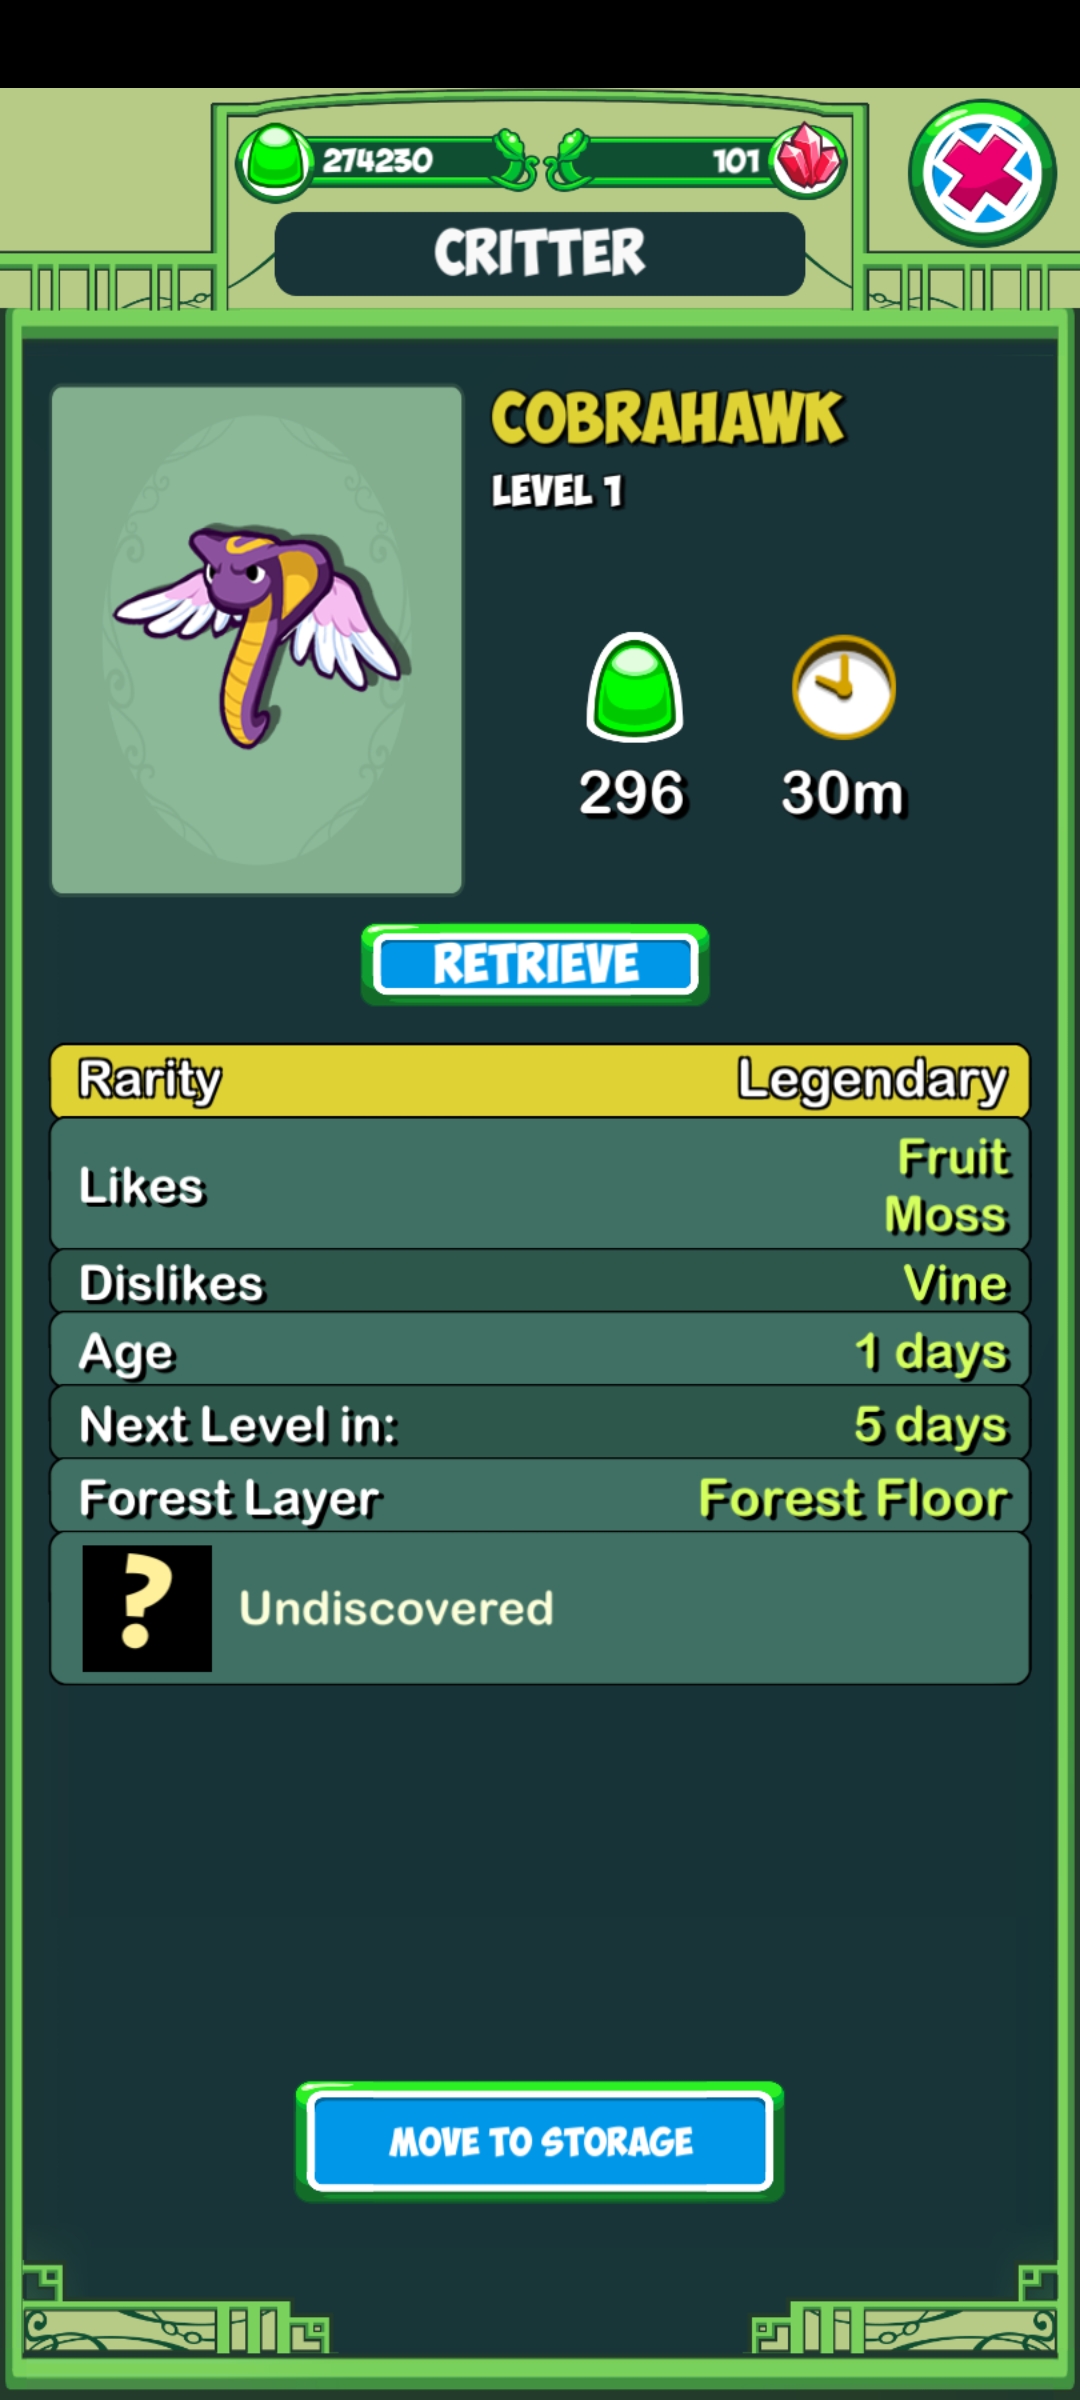 274230
101
CRITTER
COBRAHAWK
LEVEL 1
296
30m
RETRIEVE
Rarity Legendary
Likes Fruit
Moss
Dislikes Vine
Age 1 days
Next Level in: 5 days
Forest Layer Forest Floor
? Undiscovered
MOVE TO STORAGE